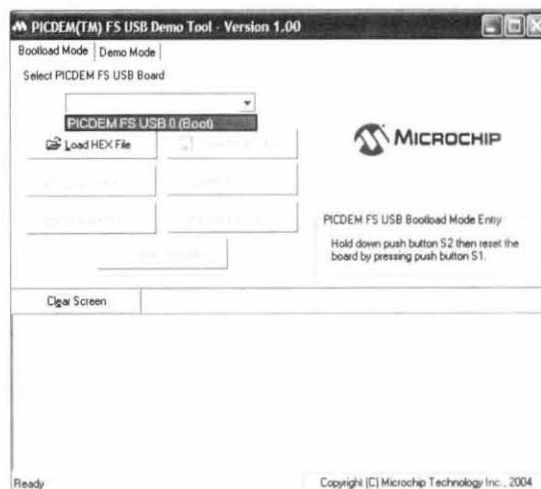 PICDEM(TM) FS USB Demo Tool - Version 1.00
Bootload Mode Demo Mode
Select PICDEM FS USB Board
PICDEM FS USB 0 (Boot)
Load HEX File
MICROCHIP
PICDEM FS USB Bootload Mode Entry
Hold down push button S2 then reset the
board by pressing push button S1.
Clear Screen
Ready
Copyright (C) Microchip Technology Inc., 2004